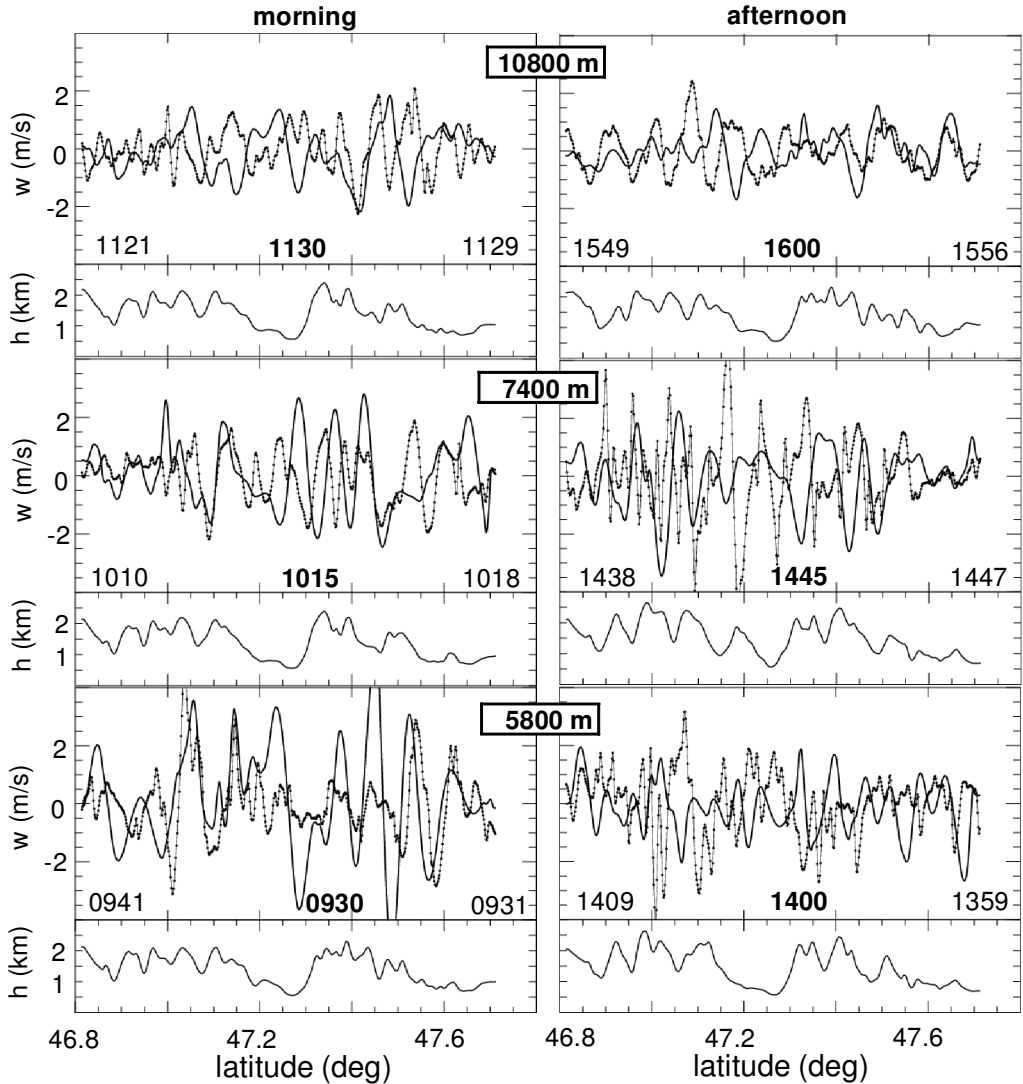 morning afternoon
10800 m
w (m/s)
2
0
-2
1121 1130 1129
1549 1600 1556
h (km)
2
1
7400 m
w (m/s)
2
0
-2
1010 1015 1018
1438 1445 1447
h (km)
2
1
5800 m
w (m/s)
2
0
-2
0941 0930 0931
1409 1400 1359
h (km)
2
1
46.8 47.2 47.6 46.8 47.2 47.6
latitude (deg) latitude (deg)